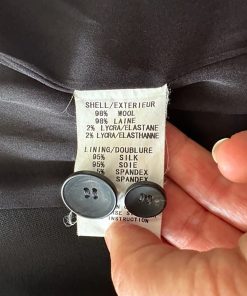 SHELL/EXTERIEUR
98% WOOL
98% LAINE
2% LYCRA/ELASTANE
2% LYCRA/ELASTHANNE
LINING/DOUBLURE
95% SILK
95% SOIE
5% SPANDEX
SPANDEX
INSTRUCTION